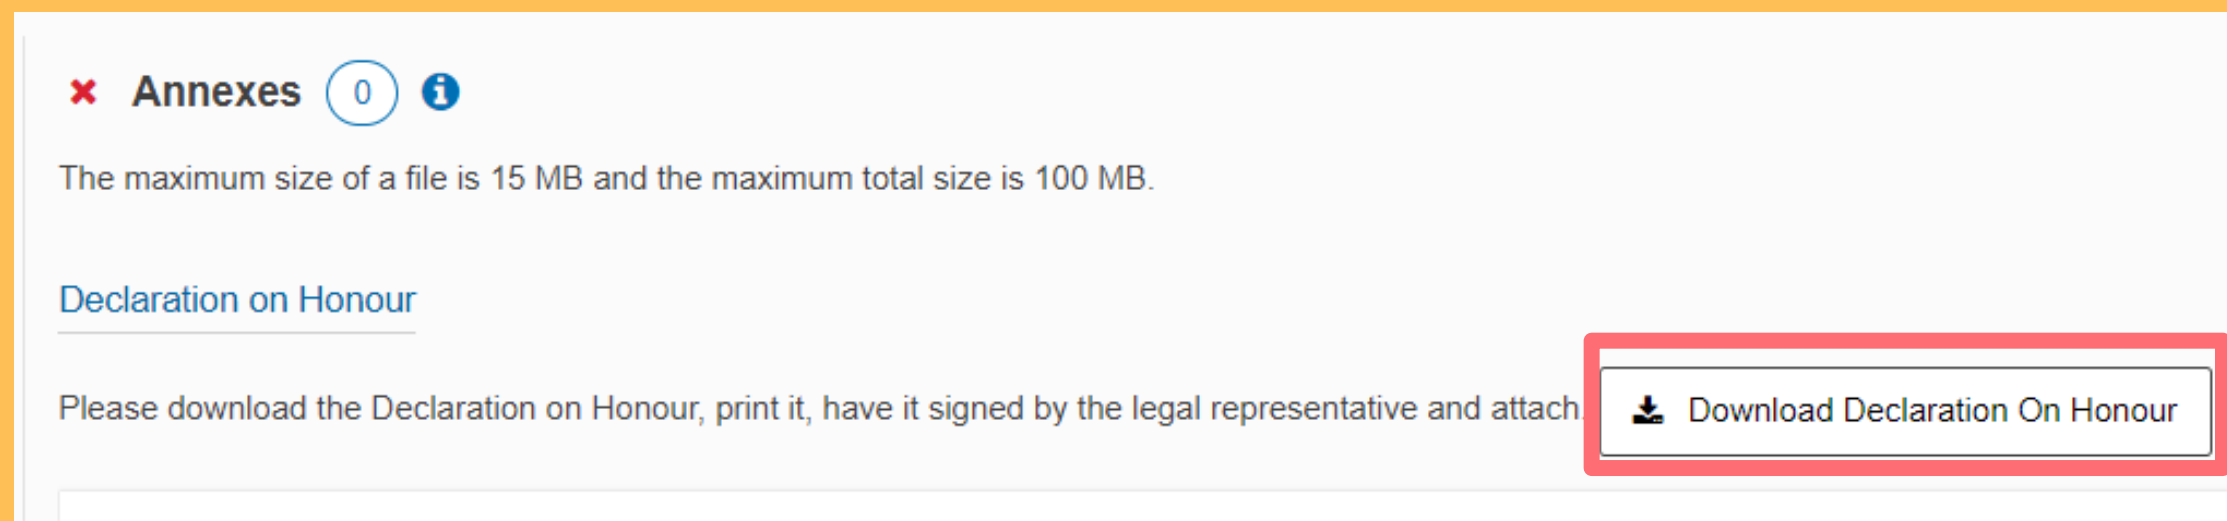 Annexes 0
The maximum size of a file is 15 MB and the maximum total size is 100 MB.
Declaration on Honour
Please download the Declaration on Honour, print it, have it signed by the legal representative and attach. Download Declaration On Honour